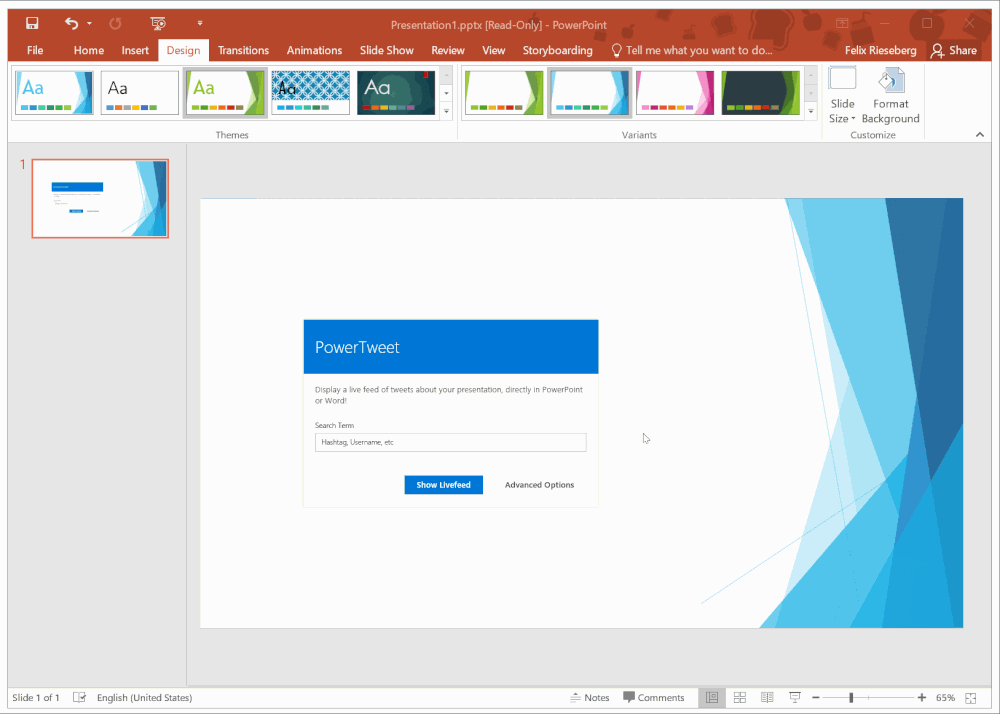 Presentation1.pptx [Read-Only] - PowerPoint
File Home Insert Design Transitions Animations Slide Show Review View Storyboarding Tell me what you want to do... Felix Rieseberg Share
Aa Aa Aa Aa Aa
Slide Size
Format Background
Themes Variants Customize
1
PowerTweet
Display a live feed of tweets about your presentation, directly in PowerPoint
or Word!
Search Term
Hashtag, Username, etc
Show Livefeed Advanced Options
Slide 1 of 1 English (United States) Notes Comments 65%